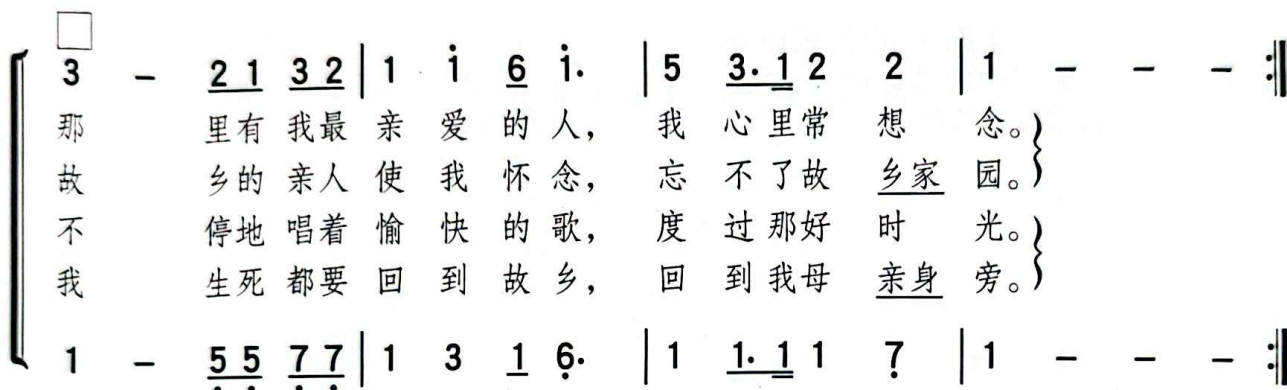 3 - 2 1 3 2 | 1 i̇ 6 i̇· | 5 3·1 2 2 | 1 - - - :‖
那 里有 我最 亲 爱 的 人， 我 心 里常 想 念。
故 乡的 亲人 使 我 怀 念， 忘 不 了故 乡家 园。
不 停地 唱着 愉 快 的 歌， 度 过 那好 时 光。
我 生死 都要 回 到 故 乡， 回 到 我母 亲身 旁。
1 - 5̣ 5̣ 7̣ 7̣ | 1 3 1 6̣· | 1 1·1 1 7̣ | 1 - - - :‖